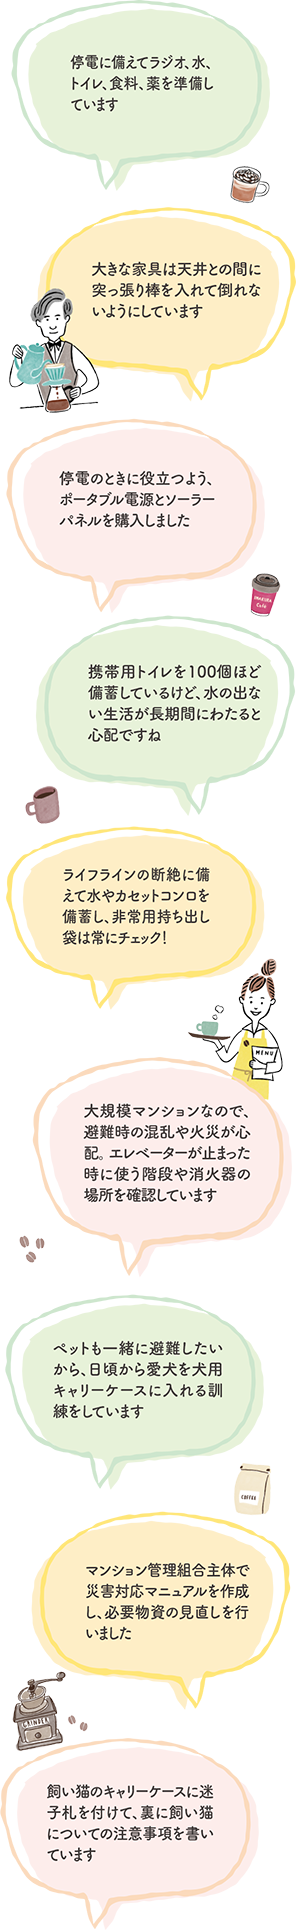 停電に備えてラジオ、水、
トイレ、食料、薬を準備し
ています
大きな家具は天井との間に
突っ張り棒を入れて倒れな
いようにしています
停電のときに役立つよう、
ポータブル電源とソーラー
パネルを購入しました
携帯用トイレを100個ほど
備蓄しているけど、水の出な
い生活が長期間にわたると
心配ですね
ライフラインの断絶に備
えて水やカセットコンロを
備蓄し、非常用持ち出し
袋は常にチェック!
MENU
大規模マンションなので、
避難時の混乱や火災が心
配。エレベーターが止まった
時に使う階段や消火器の
場所を確認しています
ペットも一緒に避難したい
から、日頃から愛犬を犬用
キャリーケースに入れる訓
練をしています
COFFEE
マンション管理組合主体で
災害対応マニュアルを作成
し、必要物資の見直しを行
いました
GRINDER
飼い猫のキャリーケースに迷
子札を付けて、裏に飼い猫
についての注意事項を書い
ています